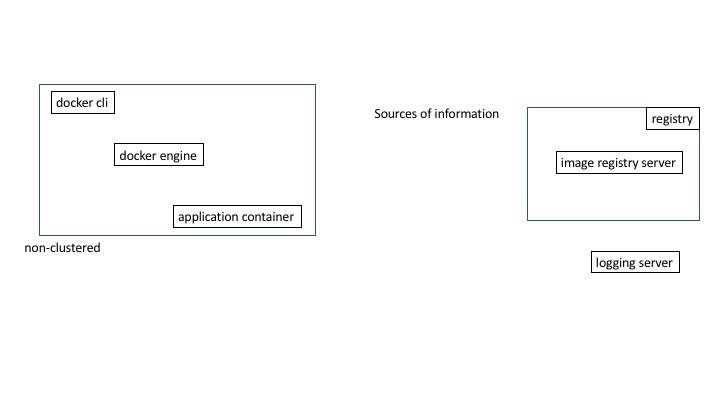 docker cli
docker engine
application container
non-clustered
Sources of information
registry
image registry server
logging server